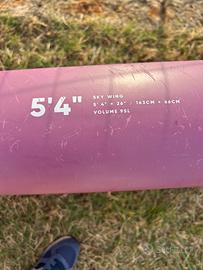 5'4"
SKY WING
5'4" × 26" / 163CM × 66CM
VOLUME 95L